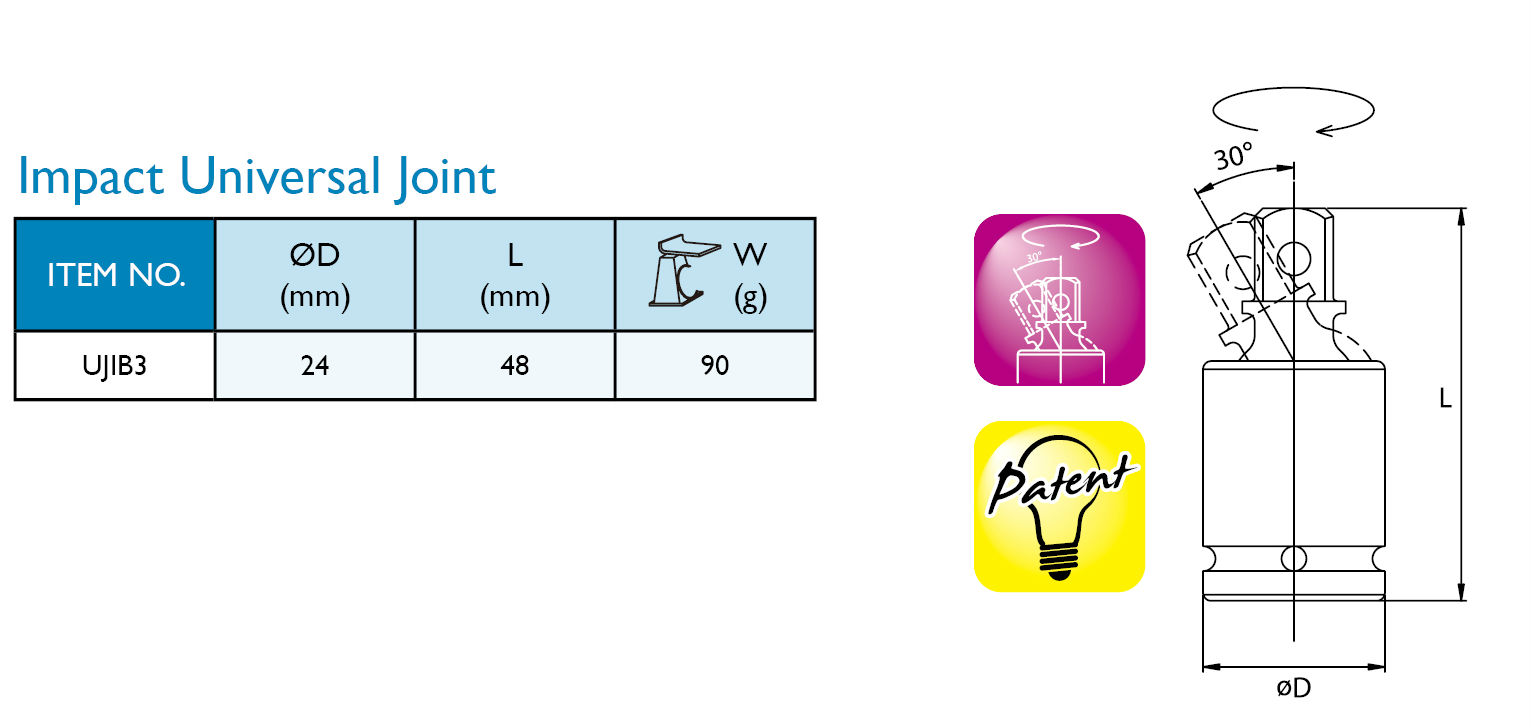 Impact Universal Joint
ITEM NO.
ØD
(mm)
L
(mm)
W
(g)
UJIB3
24
48
90
30°
Patent
30°
L
øD